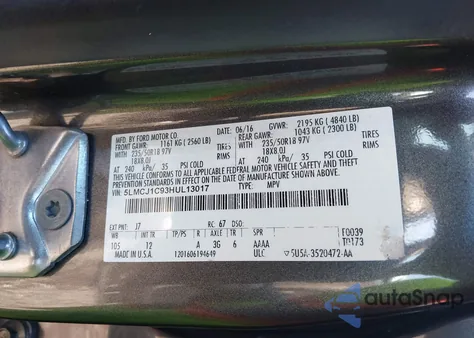 MFD. BY FORD MOTOR CO. 06/16 GVWR: 2195 KG ( 4840 LB)
FRONT GAWR: 1161 KG ( 2560 LB) REAR GAWR: 1043 KG ( 2300 LB)
WITH 235/50R18 97V TIRES WITH 235/50R18 97V TIRES
18X8.0J RIMS 18X8.0J RIMS
AT 240 kPa/ 35 PSI COLD AT 240 kPa/ 35 PSI COLD
THIS VEHICLE CONFORMS TO ALL APPLICABLE FEDERAL MOTOR VEHICLE SAFETY
AND THEFT PREVENTION STANDARDS IN EFFECT ON THE DATE OF MANUFACTURE SHOWN ABOVE.
VIN: 5LMCJ1C93HUL13017 TYPE: MPV
EXT PNT: J7 RC: 67 DSO: F0039
WB INT TR TP/PS R AXLE TR SPR T0173
105 12 A 3G 6 AAAA
MADE IN U.S.A. 1201606194649 ULC 5USA-3520472-AA
autoSnap